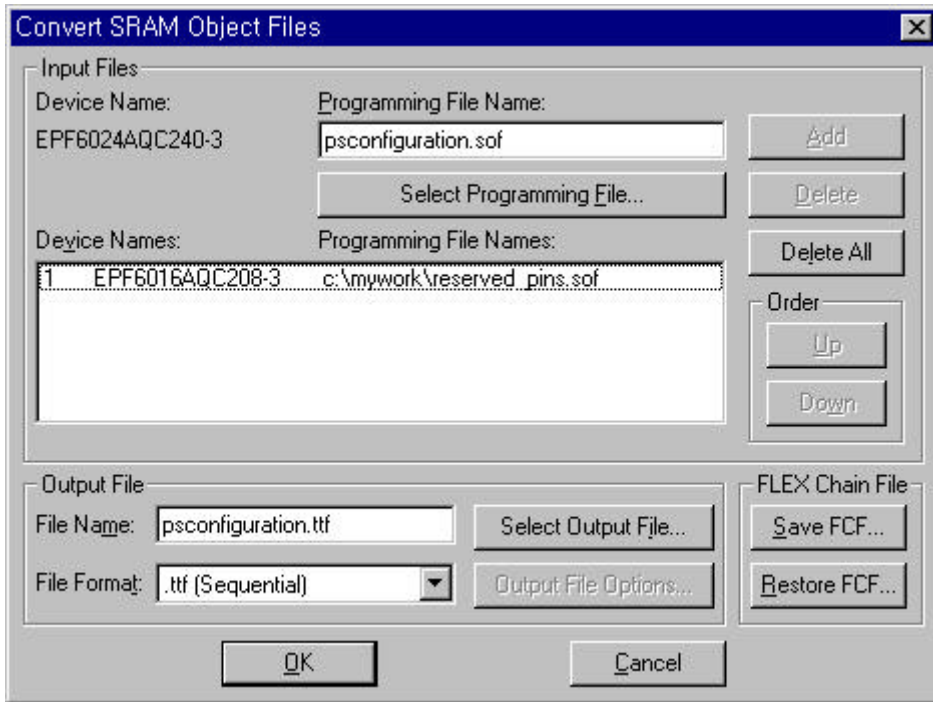 Convert SRAM Object Files
Input Files
Device Name:
Programming File Name:
EPF6024AQC240-3
psconfiguration.sof
Add
Select Programming File...
Delete
Device Names:
Programming File Names:
Delete All
1 EPF6016AQC208-3 c:\mywork\reserved_pins.sof
Order
Up
Down
Output File
FLEX Chain File
File Name:
psconfiguration.ttf
Select Output File...
Save FCF...
File Format:
.ttf (Sequential)
Output File Options...
Restore FCF...
OK
Cancel